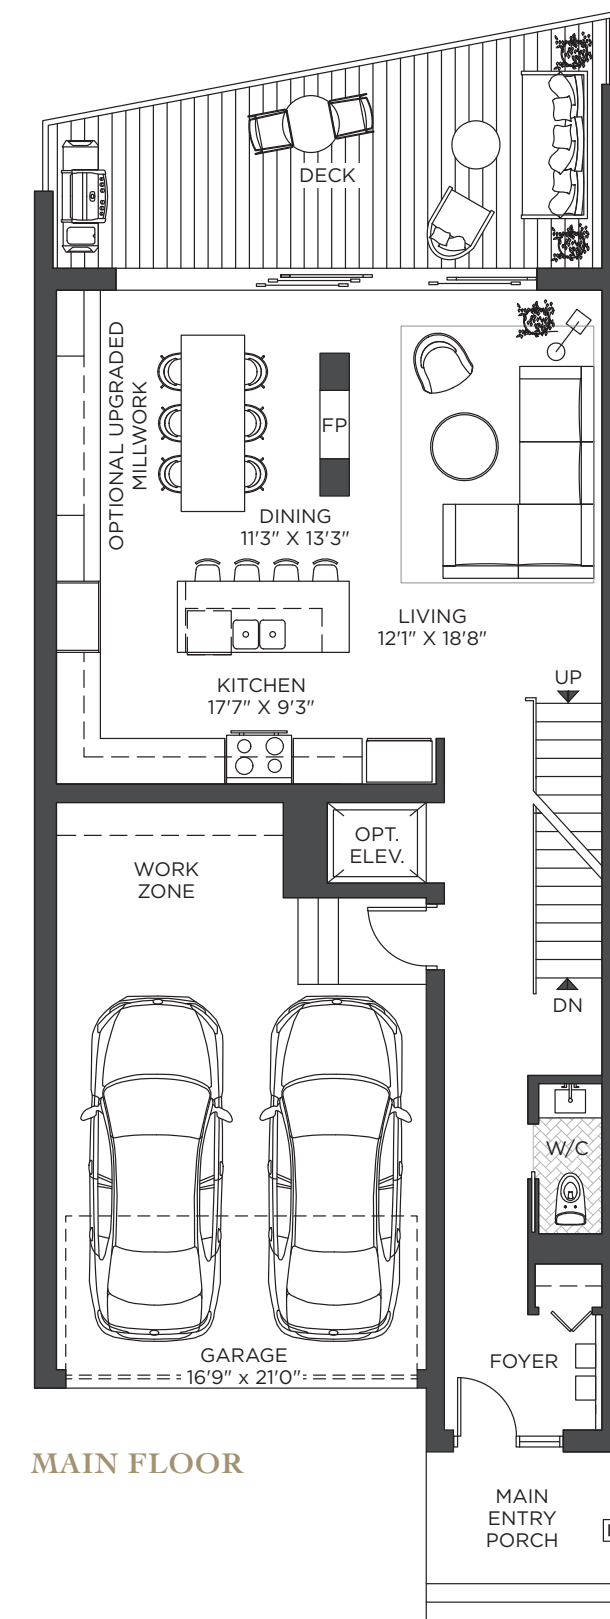 DECK
OPTIONAL UPGRADED
MILLWORK
FP
DINING
11'3" X 13'3"
LIVING
12'1" X 18'8"
KITCHEN
17'7" X 9'3"
UP
OPT.
ELEV.
WORK
ZONE
DN
W/C
GARAGE
16'9" x 21'0"
FOYER
MAIN FLOOR
MAIN
ENTRY
PORCH